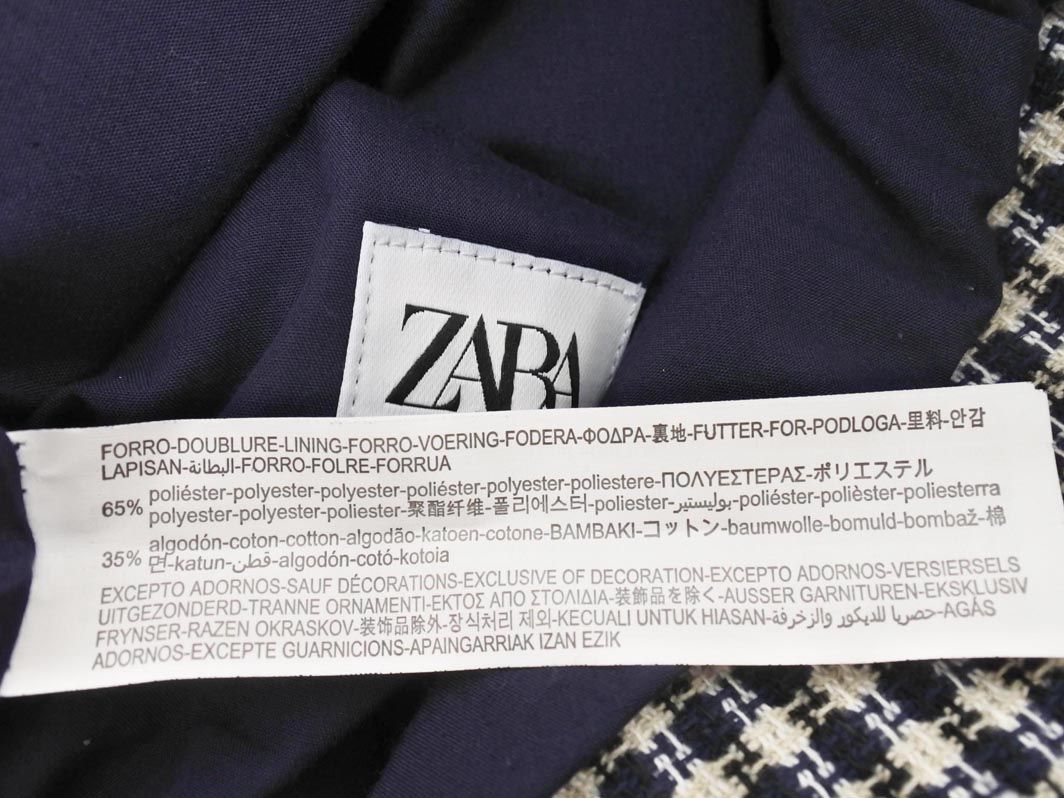 ZARA
FORRO-DOUBLURE-LINING-FORRO-VOERING-FODERA-ΦΟΔΡΑ-裏地-FUTTER-FOR-PODLOGA-里料-안감
LAPISAN-البطانة-FORRO-FOLRE-FORRUA
65% poliéster-polyester-polyester-poliéster-polyester-poliestere-ΠΟΛΥΕΣΤΕΡΑΣ-ポリエステル
polyester-polyester-poliester-聚酯纤维-폴리에스터-poliester-بوليستير-poliéster-polièster-poliesterra
35% algodón-coton-cotton-algodão-katoen-cotone-BAMBAKI-コットン-baumwolle-bomuld-bombaž-棉
면-katun-قطن-algodón-cotó-kotoia
EXCEPTO ADORNOS-SAUF DÉCORATIONS-EXCLUSIVE OF DECORATION-EXCEPTO ADORNOS-VERSIERSELS
UITGEZONDERD-TRANNE ORNAMENTI-ΕΚΤΟΣ ΑΠΟ ΣΤΟΛΙΔΙΑ-装飾品を除く-AUSSER GARNITUREN-EKSKLUSIV
FRYNSER-RAZEN OKRASKOV-装饰品除外-장식처리 제외-KECUALI UNTUK HIASAN-حصريا للديكور والزخرفة-AGÁS
ADORNOS-EXCEPTE GUARNICIONS-APAINGARRIAK IZAN EZIK